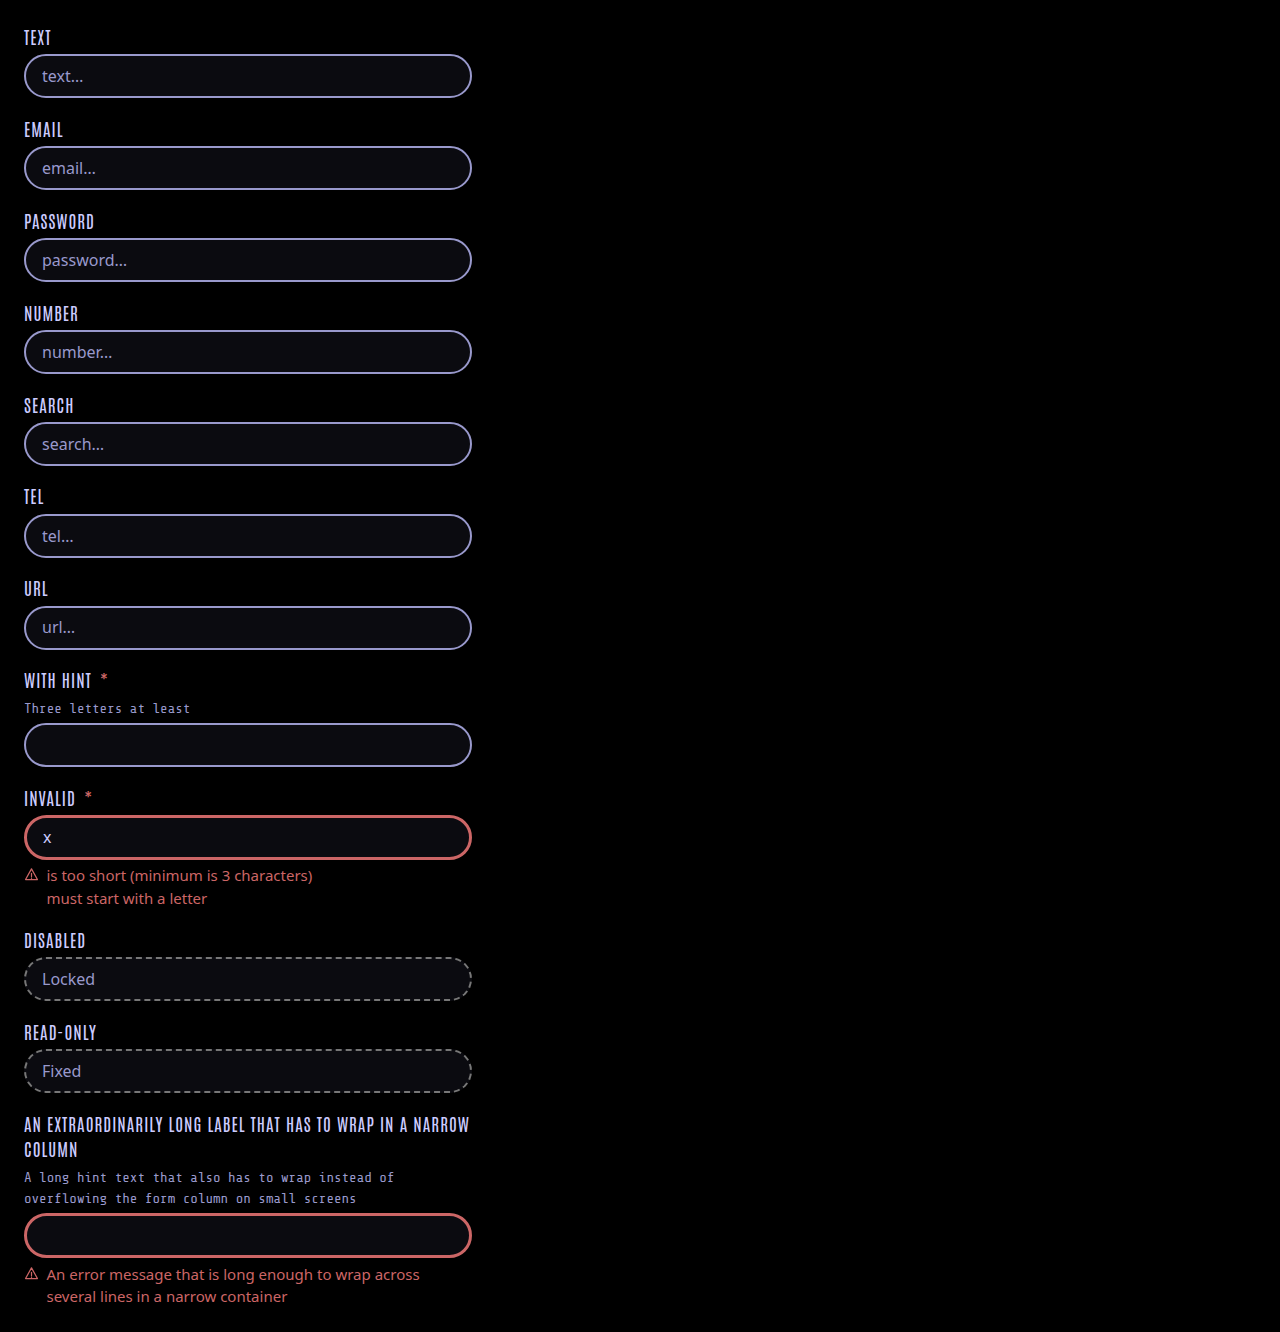 TEXT
text...
EMAIL
email...
PASSWORD
password...
NUMBER
number...
SEARCH
search...
TEL
tel...
URL
url...
WITH HINT *
Three letters at least
INVALID *
x
is too short (minimum is 3 characters)
must start with a letter
DISABLED
Locked
READ-ONLY
Fixed
AN EXTRAORDINARILY LONG LABEL THAT HAS TO WRAP IN A NARROW
COLUMN
A long hint text that also has to wrap instead of
overflowing the form column on small screens
An error message that is long enough to wrap across
several lines in a narrow container